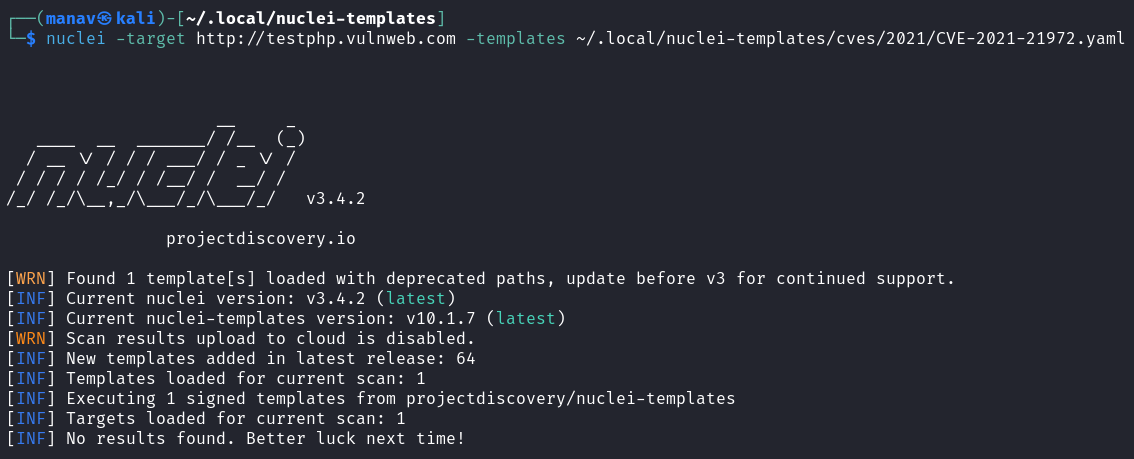 ┌──(manav㉿kali)-[~/.local/nuclei-templates]
└─$ nuclei -target http://testphp.vulnweb.com -templates ~/.local/nuclei-templates/cves/2021/CVE-2021-21972.yaml
nuclei v3.4.2
projectdiscovery.io
[WRN] Found 1 template[s] loaded with deprecated paths, update before v3 for continued support.
[INF] Current nuclei version: v3.4.2 (latest)
[INF] Current nuclei-templates version: v10.1.7 (latest)
[WRN] Scan results upload to cloud is disabled.
[INF] New templates added in latest release: 64
[INF] Templates loaded for current scan: 1
[INF] Executing 1 signed templates from projectdiscovery/nuclei-templates
[INF] Targets loaded for current scan: 1
[INF] No results found. Better luck next time!